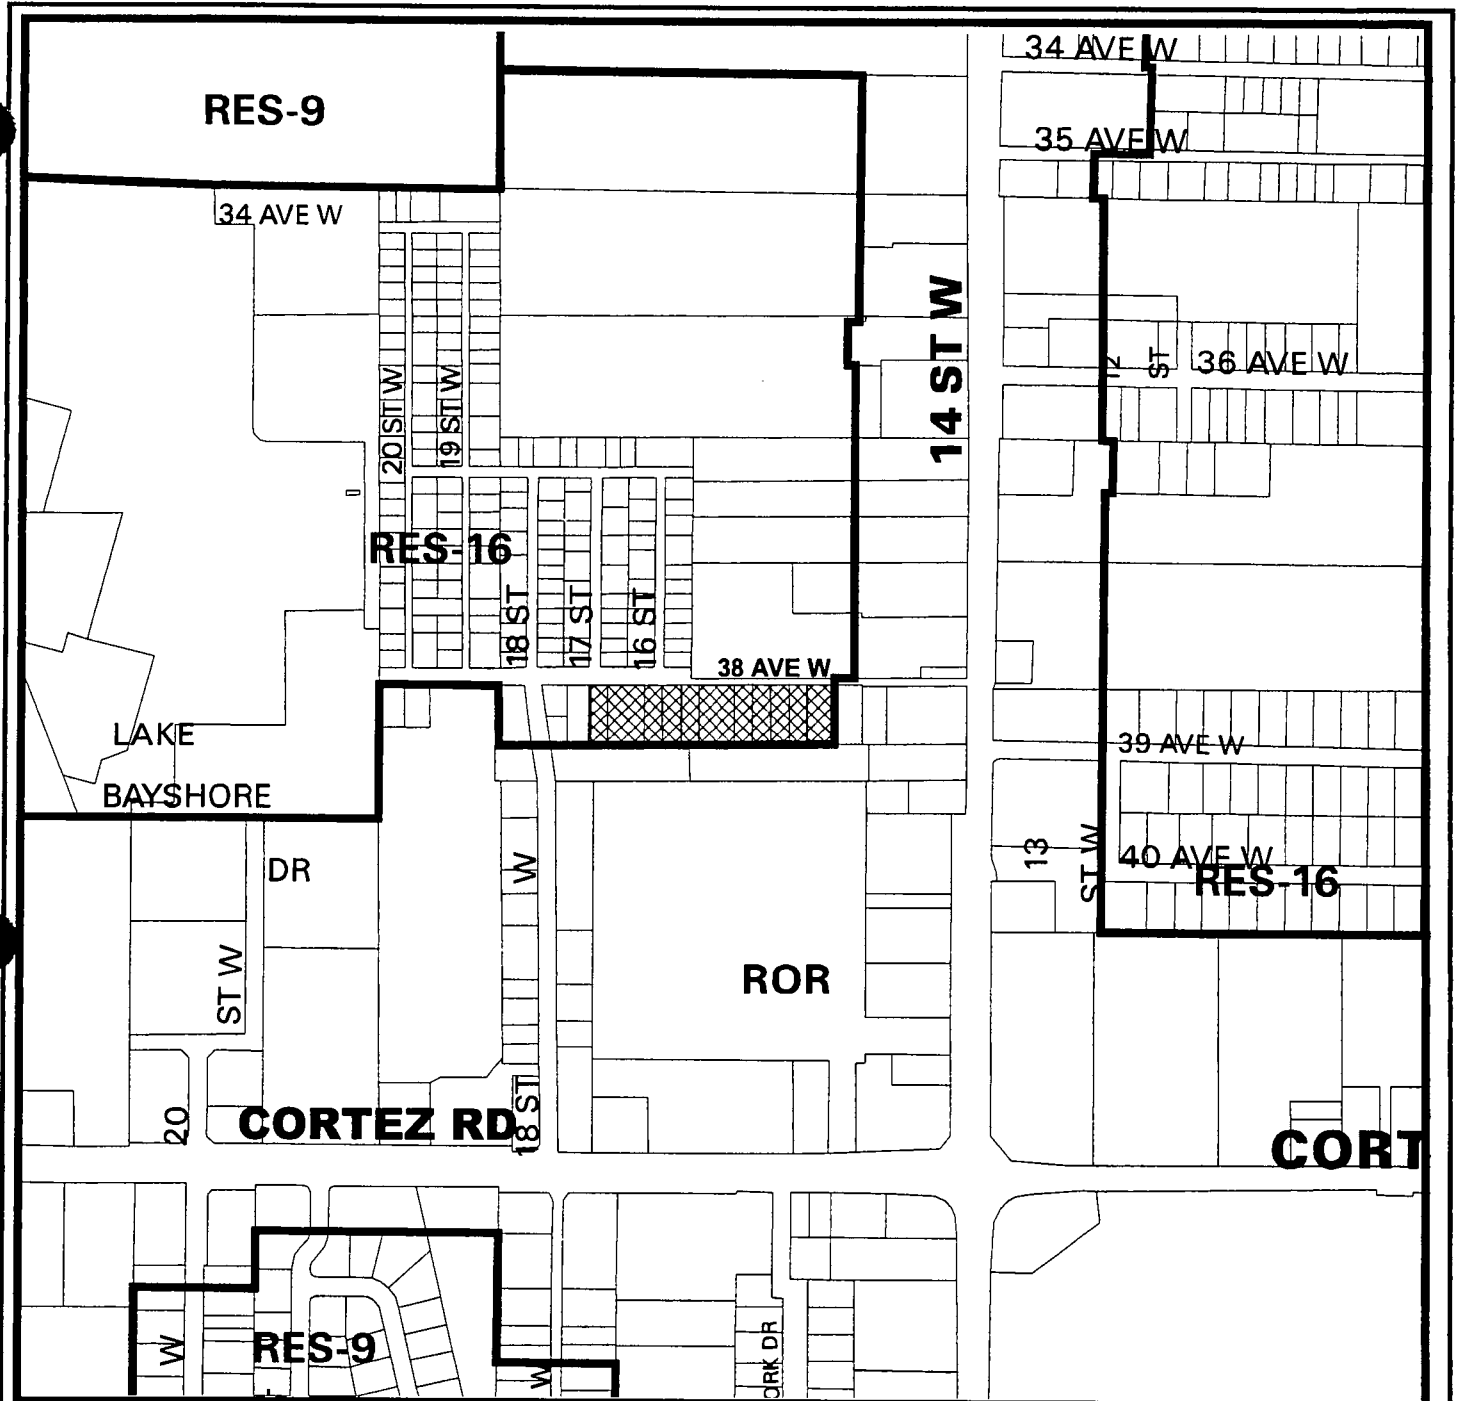 34 AVE W
RES-9
35 AVE W
34 AVE W
14 ST W
12
ST
36 AVE W
20 ST W
19 ST W
RES-16
18 ST
17 ST
16 ST
38 AVE W
LAKE
BAYSHORE
DR
39 AVE W
13
ST W
40 AVE W
RES-16
W
ST W
ROR
20
CORTEZ RD
18 ST
CORT
RES-9
W
W
ORK DR